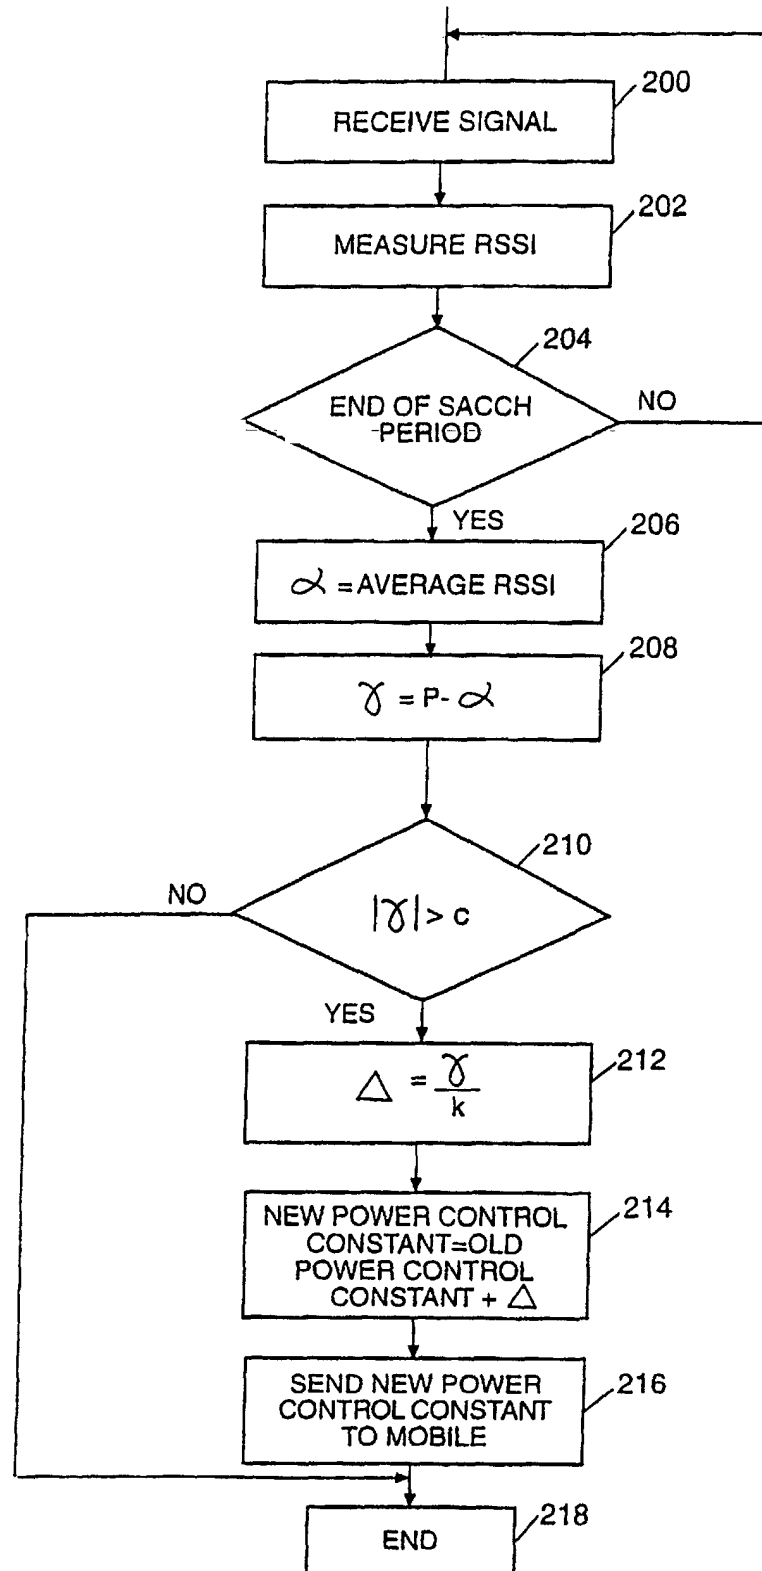 200
RECEIVE SIGNAL
202
MEASURE RSSI
204
END OF SACCH
PERIOD
NO
YES
206
α = AVERAGE RSSI
208
γ = P- α
210
NO
|γ| > c
YES
212
Δ = γ
k
NEW POWER CONTROL
214
CONSTANT=OLD
POWER CONTROL
CONSTANT + Δ
SEND NEW POWER
216
CONTROL CONSTANT
TO MOBILE
218
END